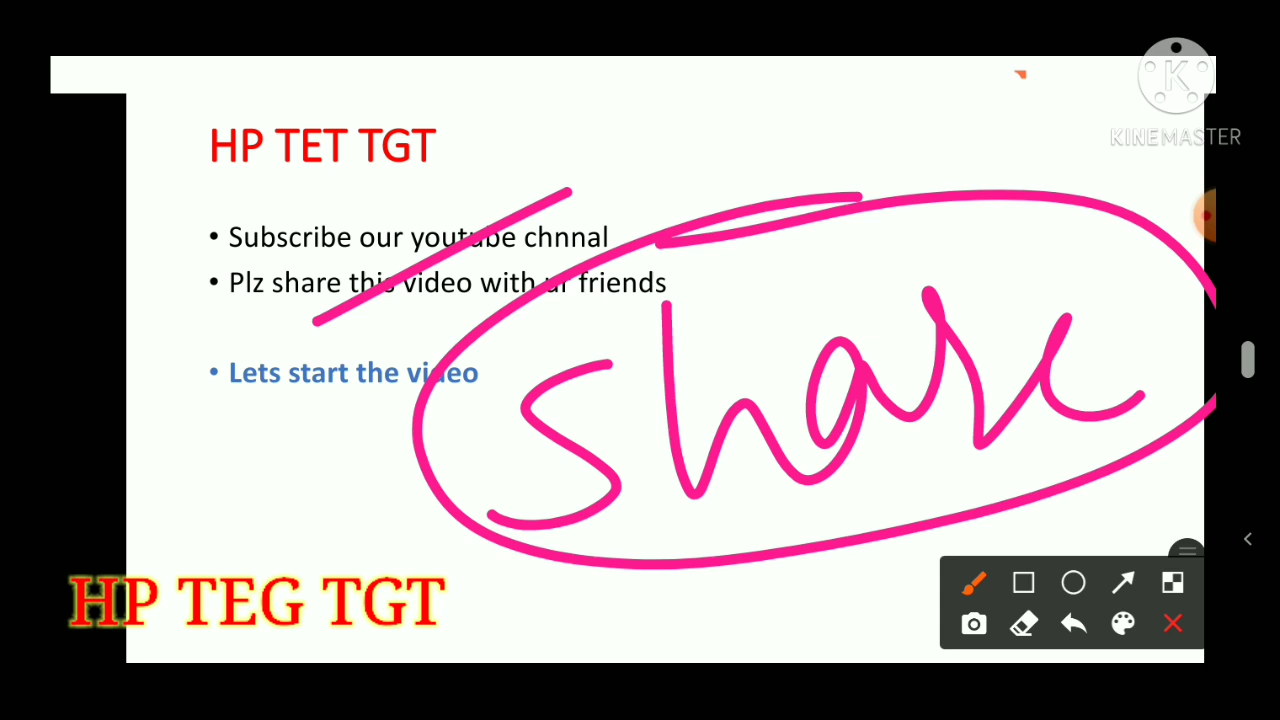 KINEMASTER
HP TET TGT
• Subscribe our youtube chnnal
• Plz share this video with ur friends
• Lets start the video
share
HP TEG TGT